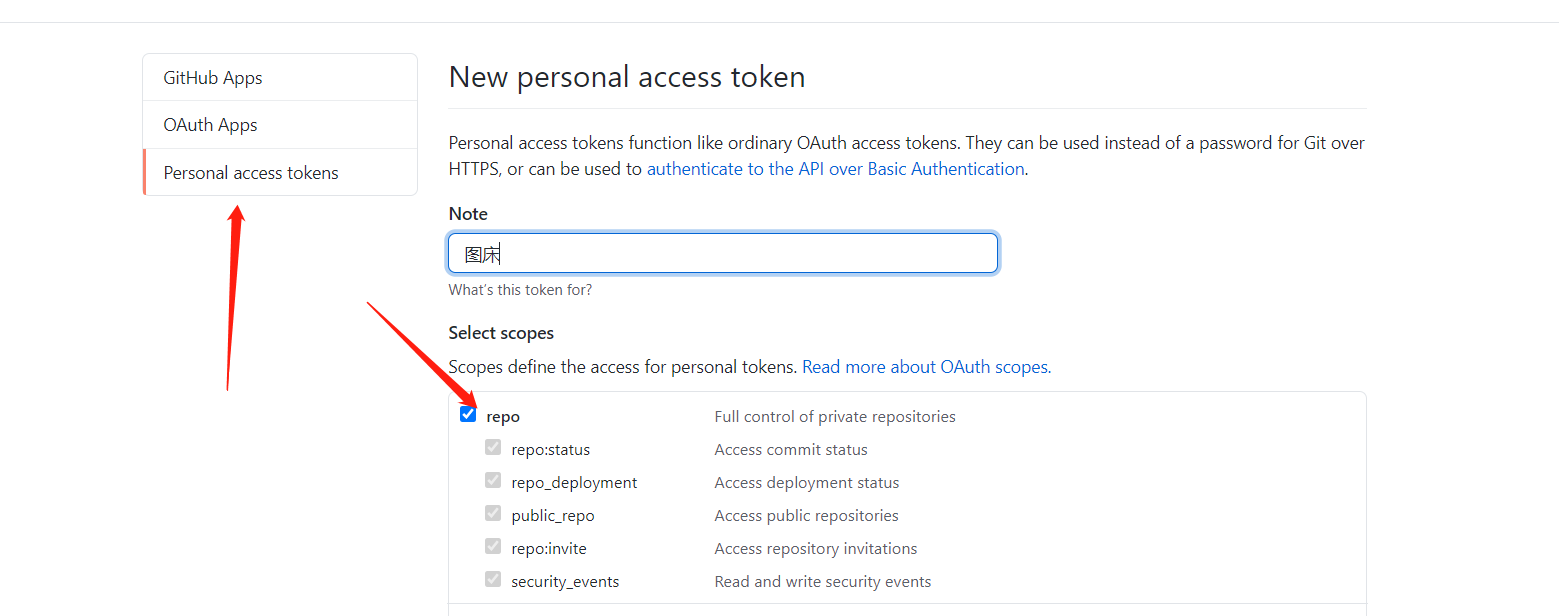 GitHub Apps
OAuth Apps
Personal access tokens
New personal access token
Personal access tokens function like ordinary OAuth access tokens. They can be used instead of a password for Git over
HTTPS, or can be used to authenticate to the API over Basic Authentication.
Note
图床
What's this token for?
Select scopes
Scopes define the access for personal tokens. Read more about OAuth scopes.
repo Full control of private repositories
repo:status Access commit status
repo_deployment Access deployment status
public_repo Access public repositories
repo:invite Access repository invitations
security_events Read and write security events